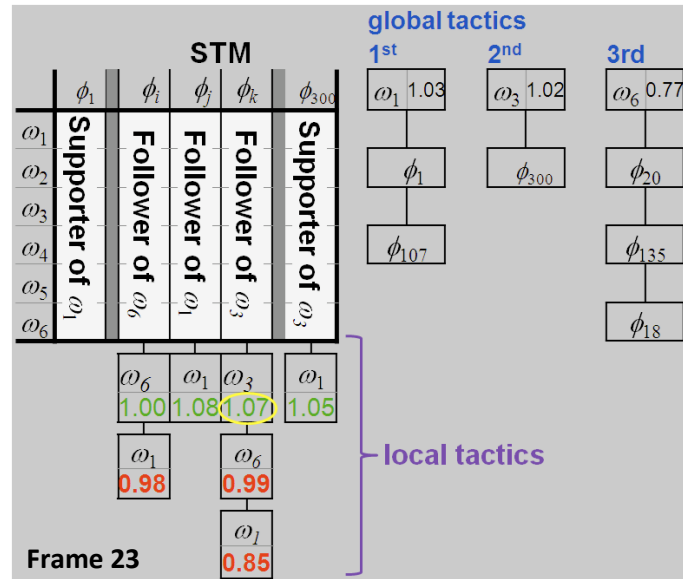 global tactics
STM 1st 2nd 3rd
ϕ1 ϕi ϕj ϕk ϕ300
ω1 1.03 ω3 1.02 ω6 0.77
ω1
ω2
ω3
ω4
ω5
ω6
Supporter of ω1
Follower of ω6
Follower of ω1
Follower of ω3
Supporter of ω3
ϕ1 ϕ300 ϕ20
ϕ107 ϕ135
ϕ18
ω6 ω1 ω3 ω1
1.00 1.08 1.07 1.05
ω1 ω6
0.98 0.99
ω1
0.85
local tactics
Frame 23